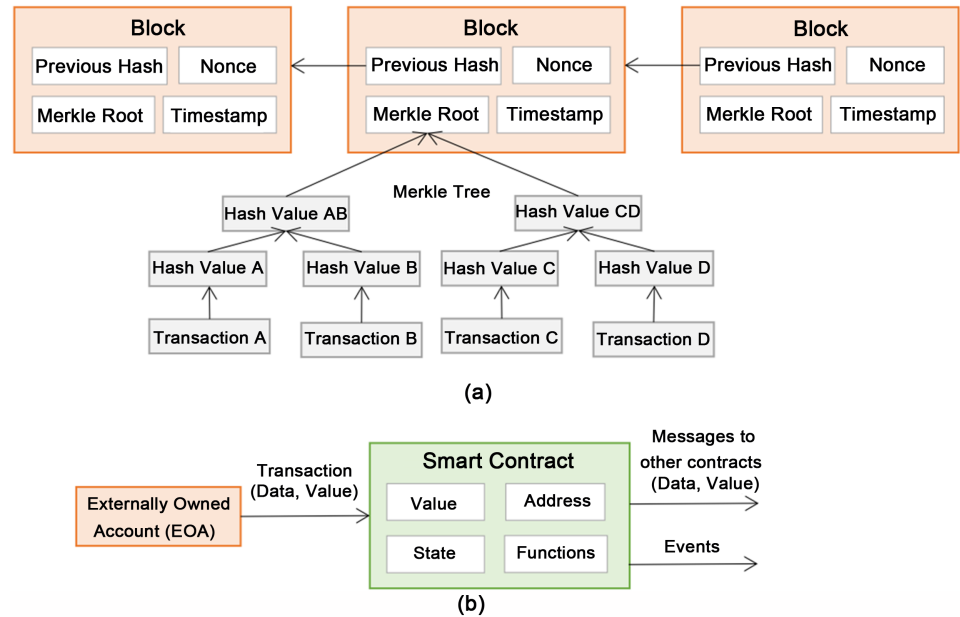 Block
Previous Hash
Nonce
Merkle Root
Timestamp
Block
Previous Hash
Nonce
Merkle Root
Timestamp
Block
Previous Hash
Nonce
Merkle Root
Timestamp
Merkle Tree
Hash Value AB
Hash Value CD
Hash Value A
Hash Value B
Hash Value C
Hash Value D
Transaction A
Transaction B
Transaction C
Transaction D
(a)
Externally Owned
Account (EOA)
Transaction
(Data, Value)
Smart Contract
Value
Address
State
Functions
Messages to
other contracts
(Data, Value)
Events
(b)